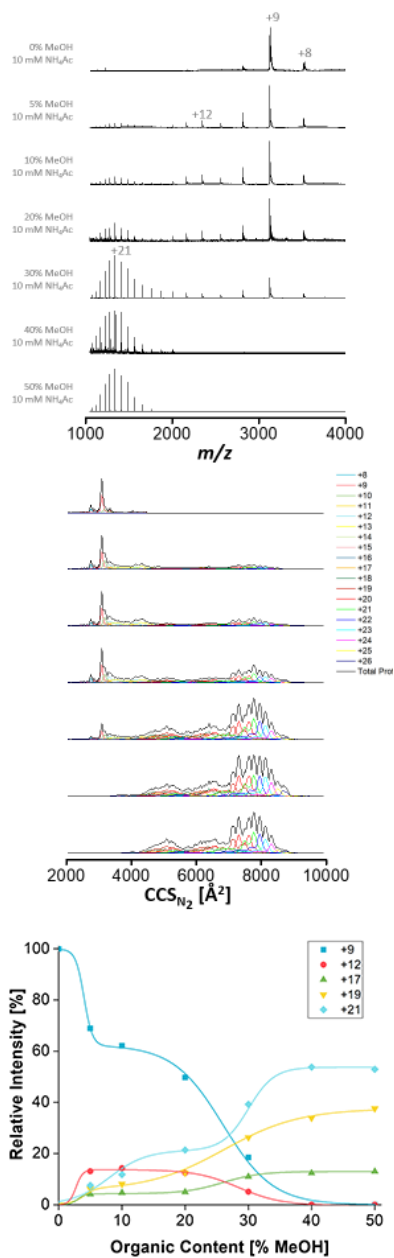 +9
+8
0% MeOH
10 mM NH₄Ac
5% MeOH
10 mM NH₄Ac
+12
10% MeOH
10 mM NH₄Ac
20% MeOH
10 mM NH₄Ac
+21
30% MeOH
10 mM NH₄Ac
40% MeOH
10 mM NH₄Ac
50% MeOH
10 mM NH₄Ac
1000 2000 3000 4000
m/z
+8
+9
+10
+11
+12
+13
+14
+15
+16
+17
+18
+19
+20
+21
+22
+23
+24
+25
+26
Total Prof
2000 4000 6000 8000 10000
CCS_N₂ [Å²]
100
80
60
40
20
0
Relative Intensity [%]
+9
+12
+17
+19
+21
0 10 20 30 40 50
Organic Content [% MeOH]